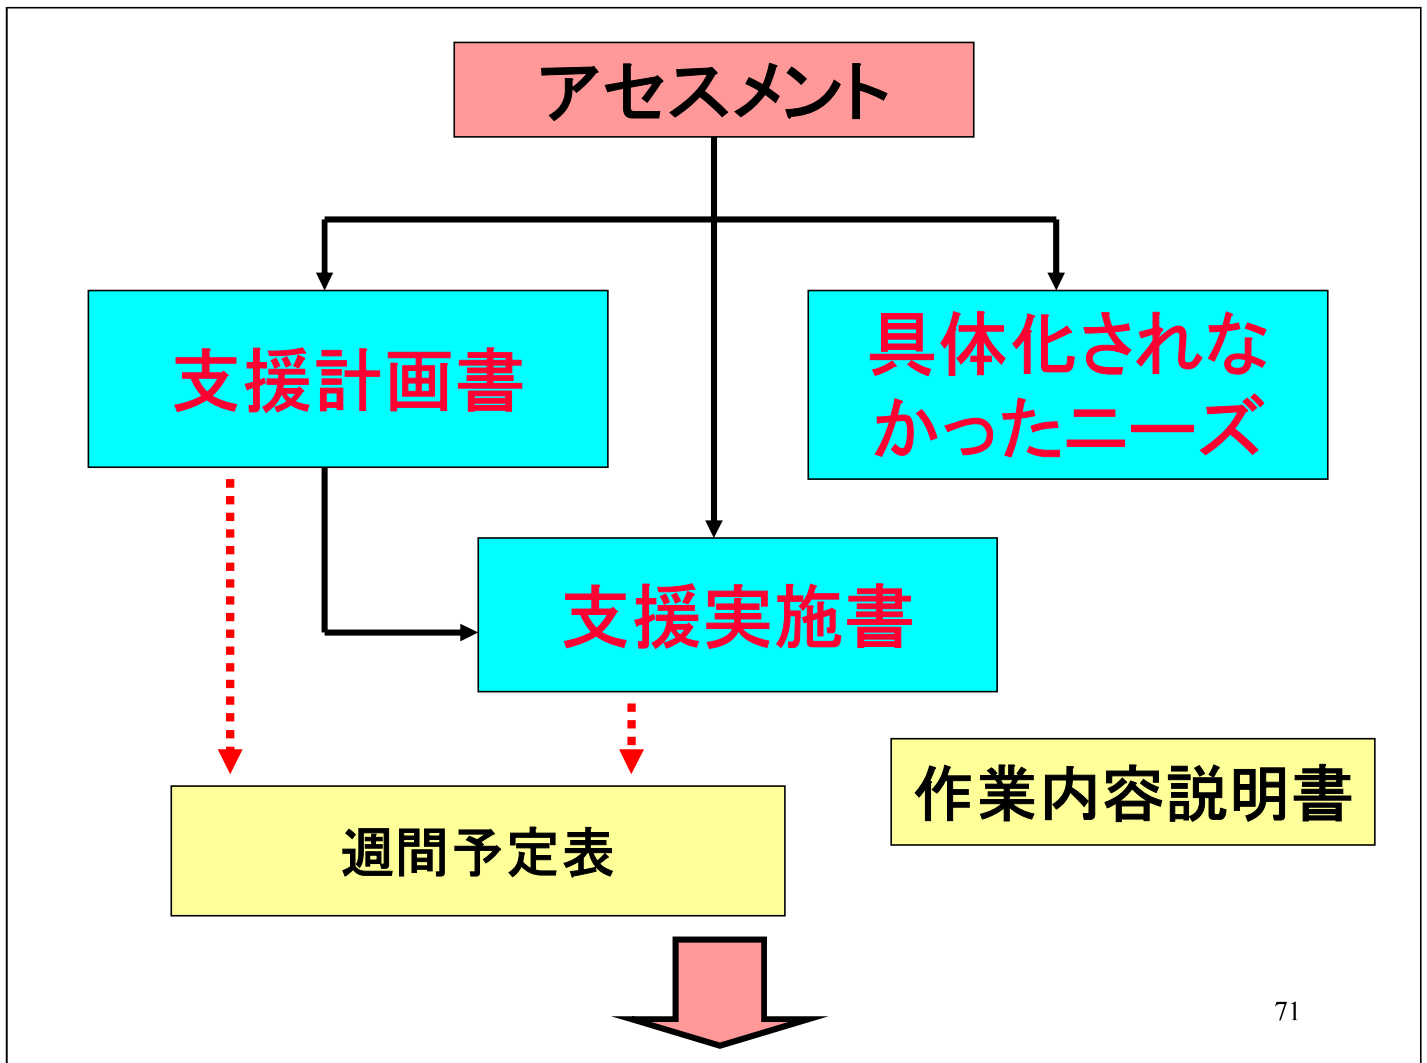 アセスメント
支援計画書
具体化されな
かったニーズ
支援実施書
作業内容説明書
週間予定表
71